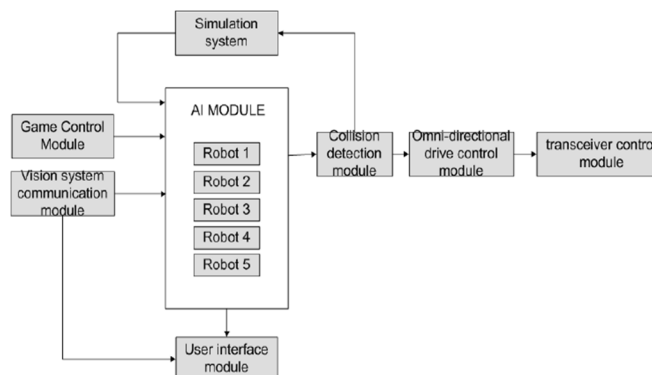 Simulation
system
AI MODULE
Game Control
Module
Vision system
communication
module
Robot 1
Robot 2
Robot 3
Robot 4
Robot 5
Collision
detection
module
Omni-directional
drive control
module
transceiver contro
module
User interface
module